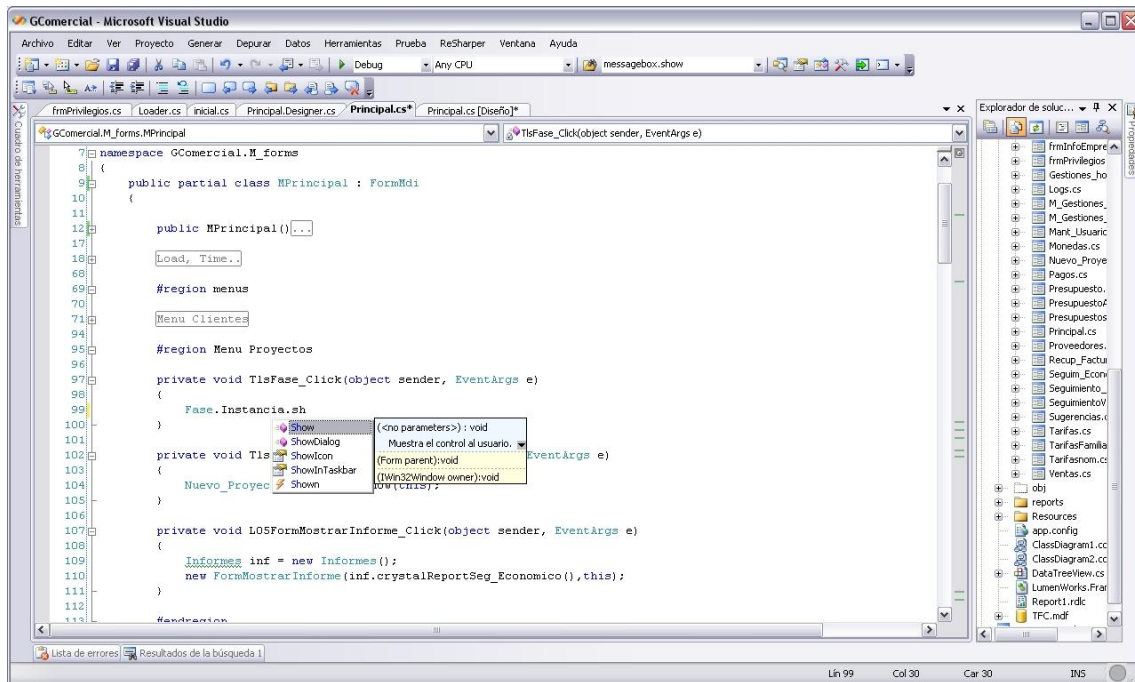 GComercial - Microsoft Visual Studio
Archivo Editar Ver Proyecto Generar Depurar Datos Herramientas Prueba ReSharper Ventana Ayuda
Debug Any CPU messagebox.show
frmPrivilegios.cs Loader.cs inicial.cs Principal.Designer.cs Principal.cs* Principal.cs [Diseño]*
GComercial.M_forms.MPrincipal TlsFase_Click(object sender, EventArgs e)
Cuadro de herramientas
7 namespace GComercial.M_forms
8 {
9 public partial class MPrincipal : FormMdi
10 {
11
12 public MPrincipal()...
17
18 Load, Time..
68
69 #region menus
70
71 Menu Clientes
94
95 #region Menu Proyectos
96
97 private void TlsFase_Click(object sender, EventArgs e)
98 {
99 Fase.Instancia.sh
100 }
101
102 private void Tls EventArgs e)
103 {
104 Nuevo_Proyec how(this);
105 }
106
107 private void LO5FormMostrarInforme_Click(object sender, EventArgs e)
108 {
109 Informes inf = new Informes();
110 new FormMostrarInforme(inf.crystalReportSeg_Economico(),this);
111 }
112
113 #endregion
Show
ShowDialog
ShowIcon
ShowInTaskbar
Shown
(<no parameters>) : void
Muestra el control al usuario.
(Form parent):void
(IWin32Window owner):void
Explorador de soluc...
frmInfoEmpre
frmPrivilegios
Gestiones_ho
Logs.cs
M_Gestiones_
M_Gestiones_
Mant_Usuaric
Monedas.cs
Nuevo_Proye
Pagos.cs
Presupuesto.
PresupuestoA
Presupuestos
Principal.cs
Proveedores.
Recup_Factur
Seguim_Econ
Seguimiento_
SeguimientoV
Sugerencias.c
Tarifas.cs
TarifasFamilia
Tarifasnom.cs
Ventas.cs
obj
reports
Resources
app.config
ClassDiagram1.cc
ClassDiagram2.cc
DataTreeView.cs
LumenWorks.Frar
Report1.rdlc
TFC.mdf
Propiedades
Lista de errores Resultados de la búsqueda 1
Lín 99 Col 30 Car 30 INS